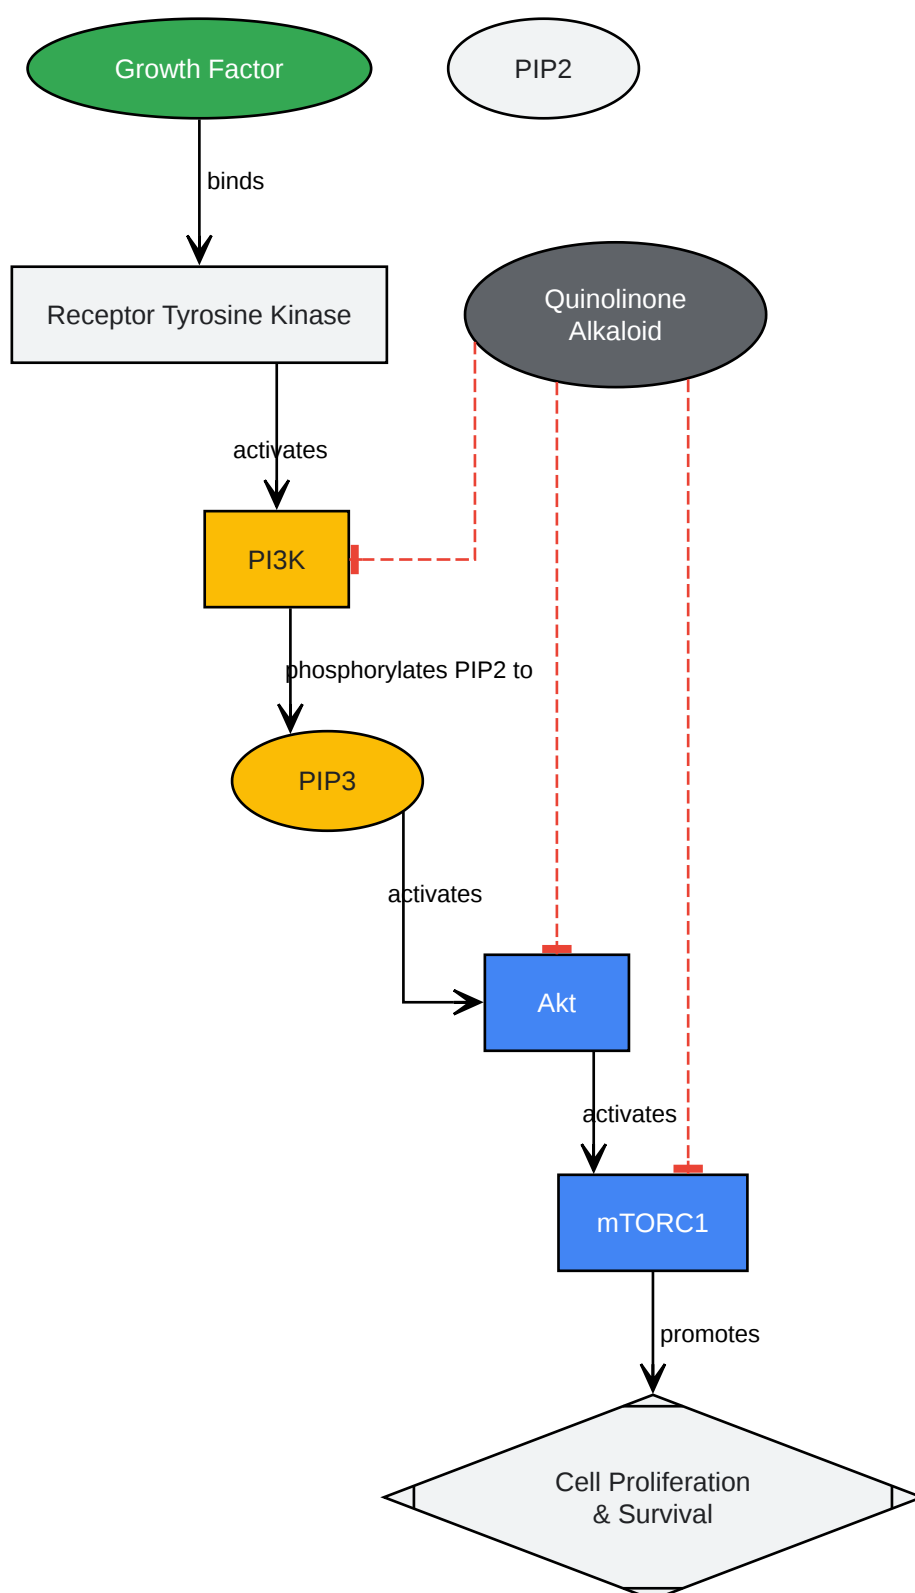 Growth Factor
PIP2
binds
Receptor Tyrosine Kinase
Quinolinone
Alkaloid
activates
PI3K
phosphorylates PIP2 to
PIP3
activates
Akt
activates
mTORC1
promotes
Cell Proliferation
& Survival